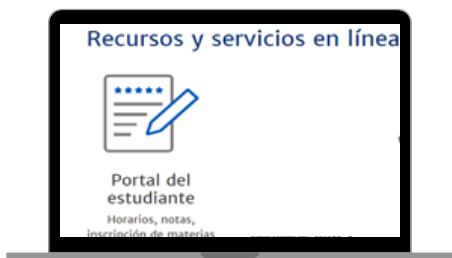 Recursos y servicios en línea
Portal del
estudiante
Horarios, notas,
inscripción de materias